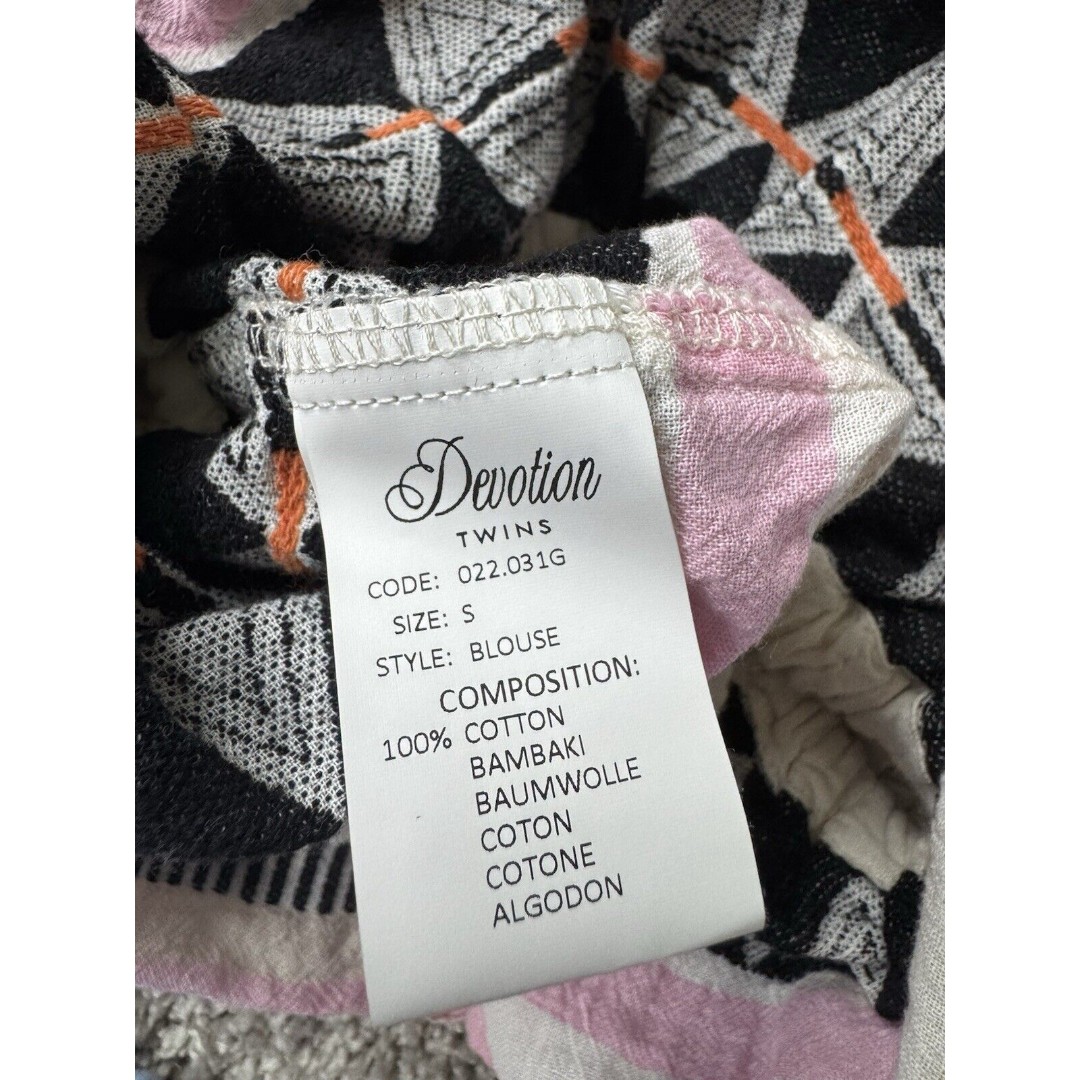 Devotion
TWINS
CODE: 022.031G
SIZE: S
STYLE: BLOUSE
COMPOSITION:
100% COTTON
BAMBAKI
BAUMWOLLE
COTON
COTONE
ALGODON